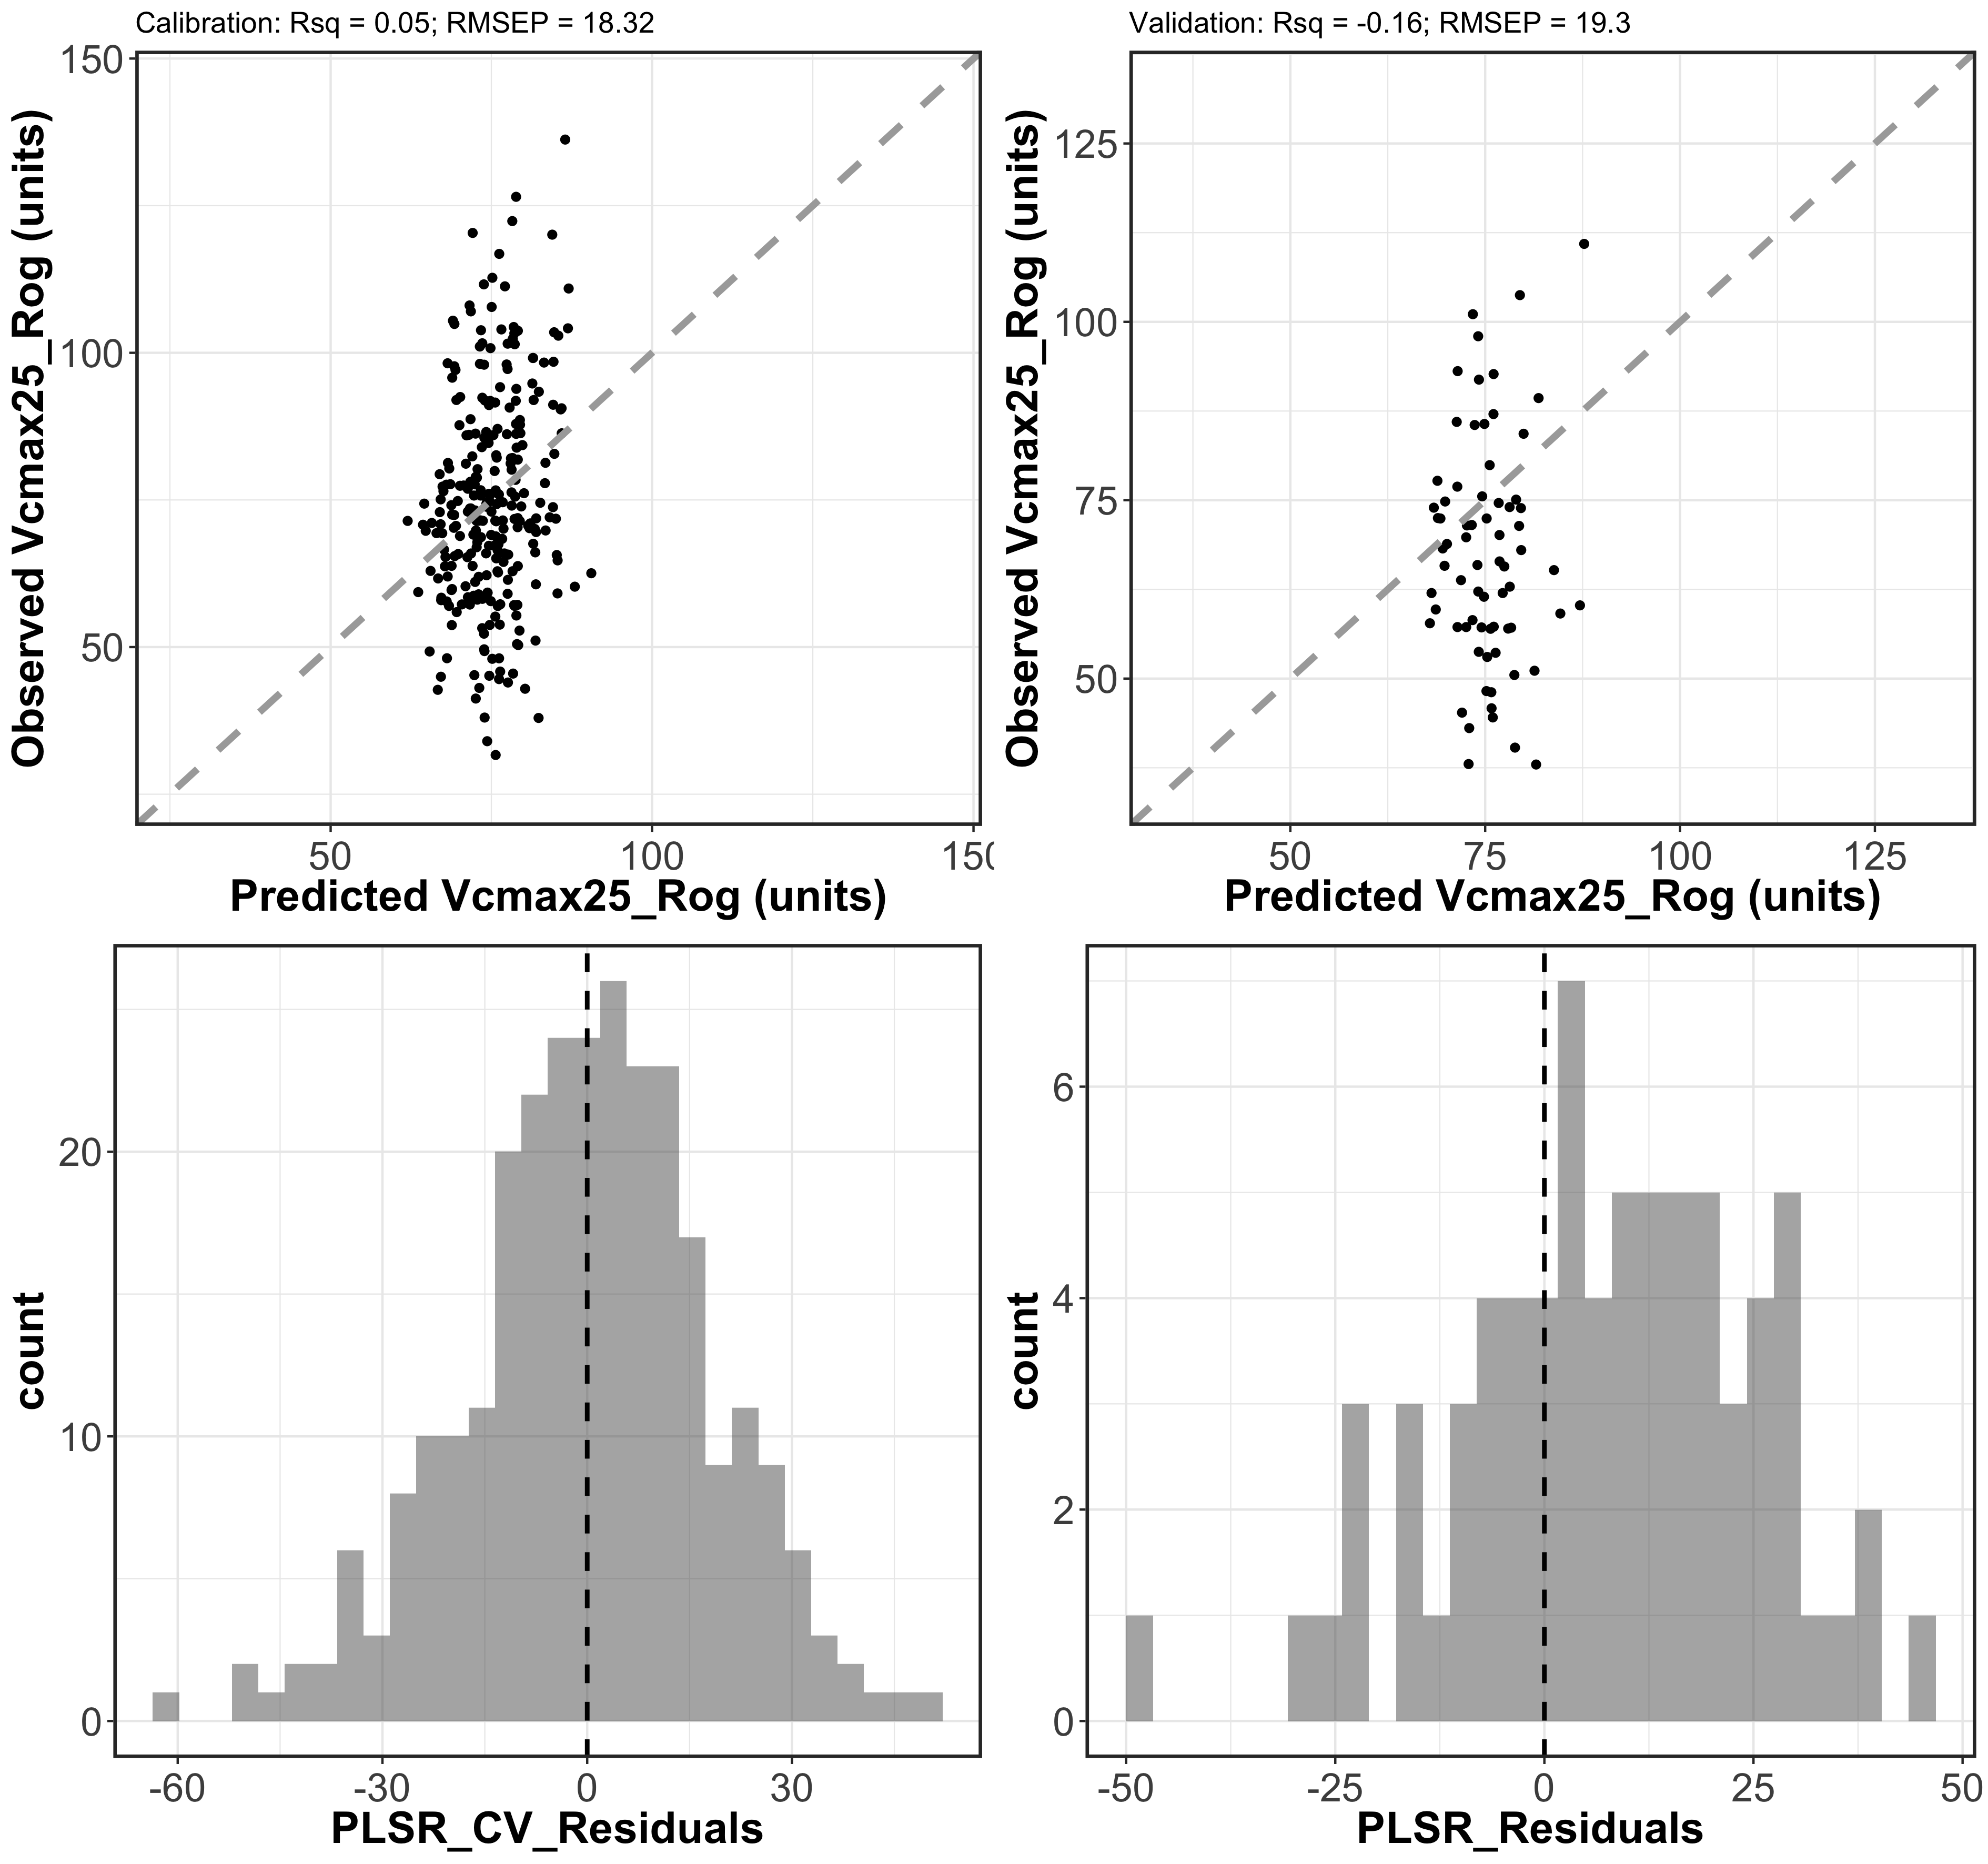 Calibration: Rsq = 0.05; RMSEP = 18.32
150
100
50
Observed Vcmax25_Rog (units)
50 100 150
Predicted Vcmax25_Rog (units)
Validation: Rsq = -0.16; RMSEP = 19.3
125
100
75
50
Observed Vcmax25_Rog (units)
50 75 100 125
Predicted Vcmax25_Rog (units)
20
10
0
count
-60 -30 0 30
PLSR_CV_Residuals
6
4
2
0
count
-50 -25 0 25 50
PLSR_Residuals